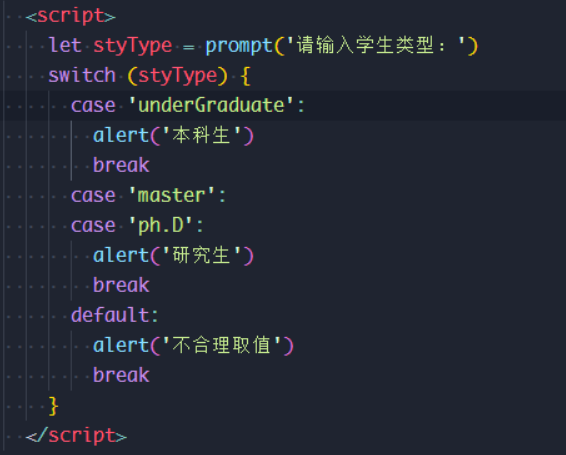 <script>
let styType = prompt('请输入学生类型：')
switch (styType) {
case 'underGraduate':
alert('本科生')
break
case 'master':
case 'ph.D':
alert('研究生')
break
default:
alert('不合理取值')
break
}
</script>